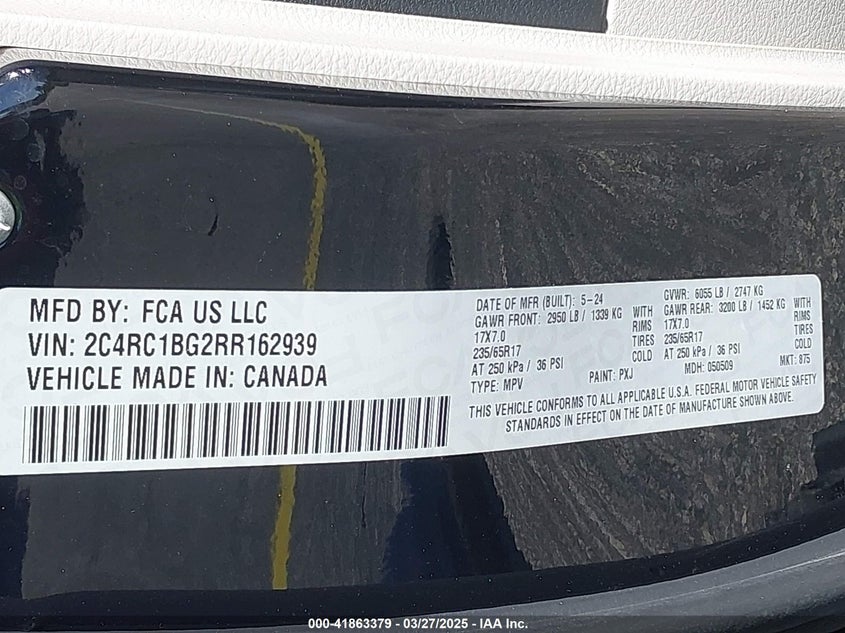 MFD BY: FCA US LLC
VIN: 2C4RC1BG2RR162939
VEHICLE MADE IN: CANADA
DATE OF MFR (BUILT): 5-24 GVWR: 6055 LB / 2747 KG
GAWR FRONT: 2950 LB / 1339 KG WITH GAWR REAR: 3200 LB / 1452 KG WITH
17X7.0 RIMS 17X7.0 RIMS
235/65R17 TIRES 235/65R17 TIRES
AT 250 kPa / 36 PSI COLD AT 250 kPa / 36 PSI COLD
TYPE: MPV PAINT: PXJ MDH: 050509 MKT: 875
THIS VEHICLE CONFORMS TO ALL APPLICABLE U.S.A. FEDERAL MOTOR VEHICLE SAFETY
STANDARDS IN EFFECT ON THE DATE OF MANUFACTURE SHOWN ABOVE.
000-41863379 - 03/27/2025 - IAA Inc.